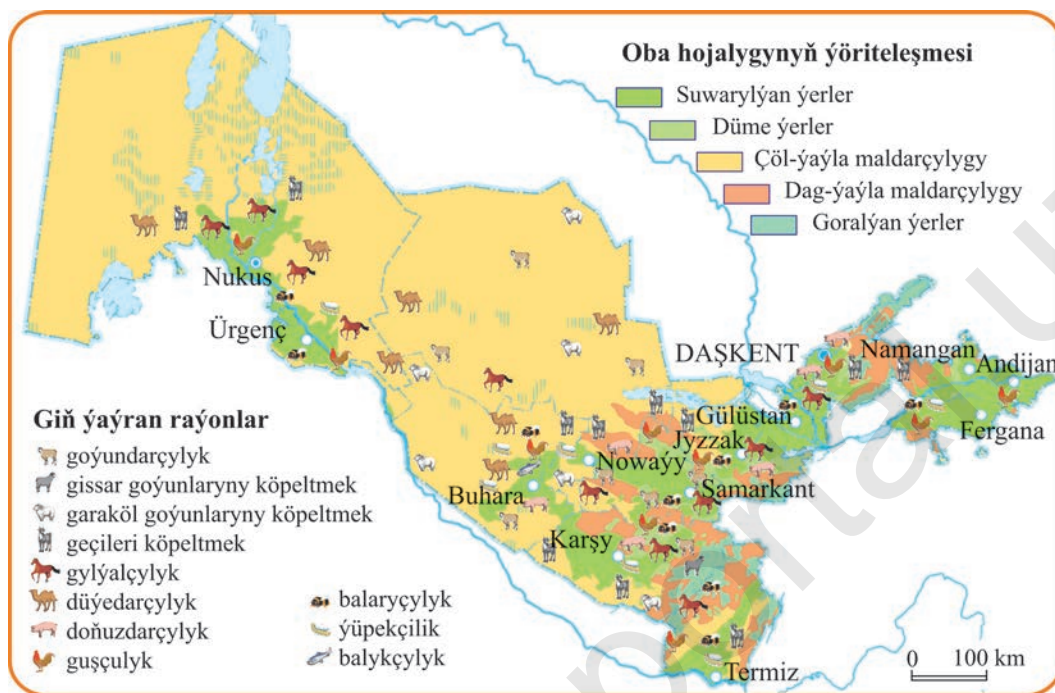 Oba hojalygynyň ýöriteleşmesi
Suwarylýan ýerler
Düme ýerler
Çöl-ýaýla maldarçylygy
Dag-ýaýla maldarçylygy
Goralýan ýerler
Nukus
Ürgenç
DAŞKENT
Namangan
Andijan
Gülüstan
Fergana
Jyzzak
Nowaýy
Samarkant
Buhara
Karşy
Termiz
Giň ýaýran raýonlar
goýundarçylyk
gissar goýunlaryny köpeltmek
garaköl goýunlaryny köpeltmek
geçileri köpeltmek
gylýalçylyk
düýedarçylyk
doňuzdarçylyk
guşçulyk
balaryçylyk
ýüpekçilik
balykçylyk
0 100 km